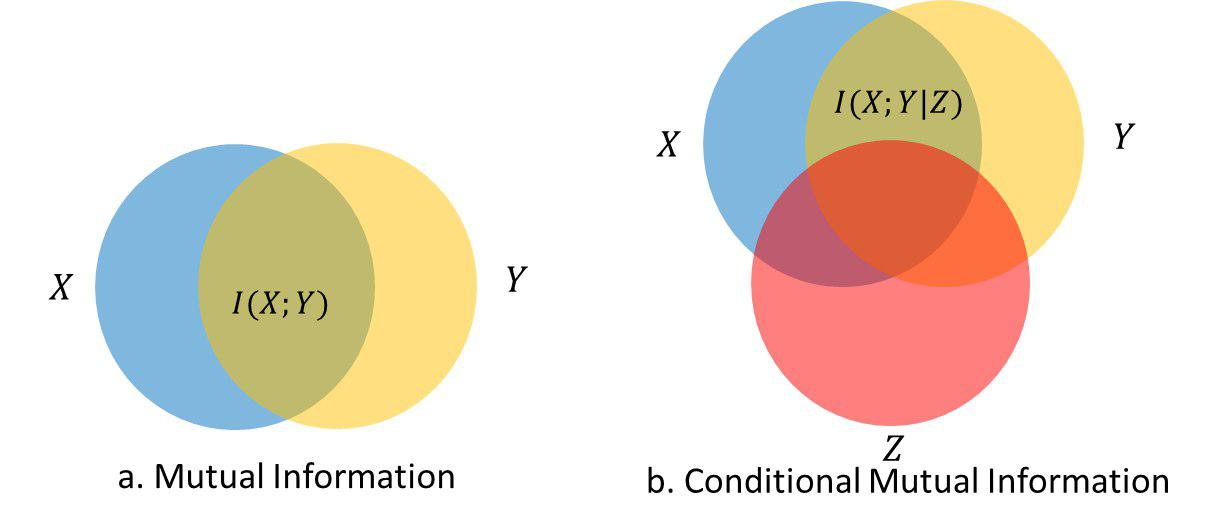 X
I(X;Y)
Y
a. Mutual Information
X
I(X;Y|Z)
Y
Z
b. Conditional Mutual Information